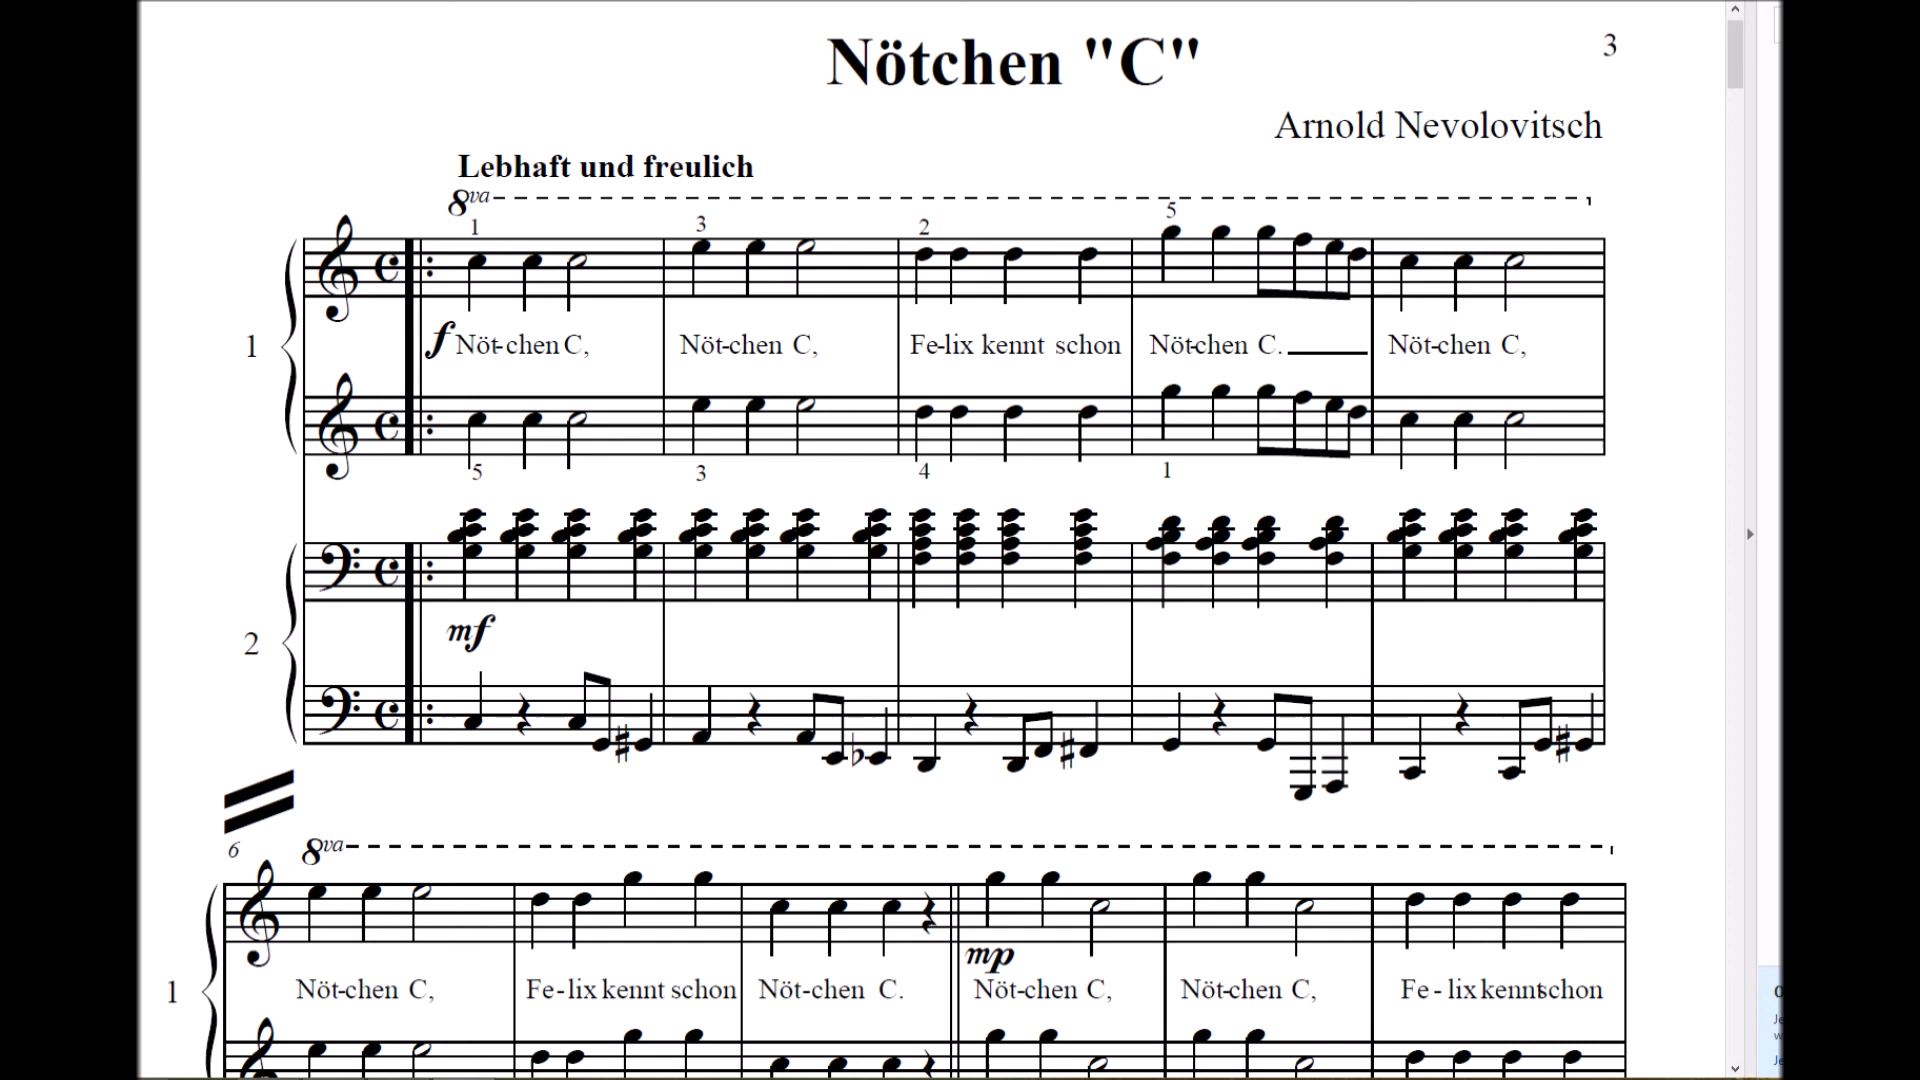 Nötchen "C"
3
Arnold Nevolovitsch
Lebhaft und freulich
8va
1 3 2 5
1
f Nöt-chen C, Nöt-chen C, Fe-lix kennt schon Nöt-chen C. Nöt-chen C,
5 3 4 1
mf
2
6
8va
mp
1
Nöt-chen C, Fe-lix kennt schon Nöt-chen C. Nöt-chen C, Nöt-chen C, Fe-lix kennt schon